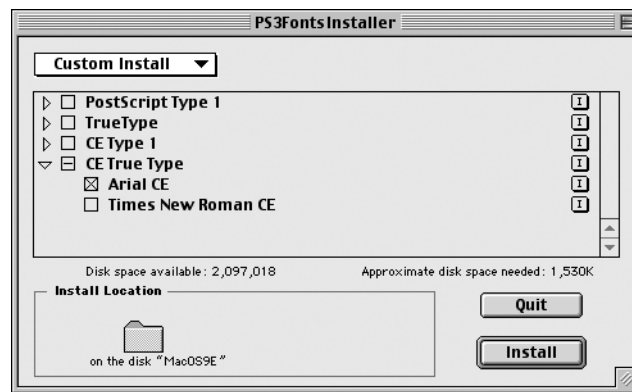 PS3FontsInstaller
Custom Install
PostScript Type 1
I
TrueType
I
CE Type 1
I
CE True Type
I
Arial CE
I
Times New Roman CE
I
Disk space available: 2,097,018 Approximate disk space needed: 1,530K
Install Location
on the disk “MacOS9E”
Quit
Install